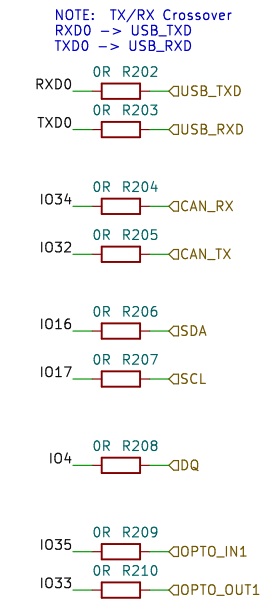 NOTE: TX/RX Crossover
RXD0 -> USB_TXD
TXD0 -> USB_RXD
0R R202
RXD0 USB_TXD
0R R203
TXD0 USB_RXD
0R R204
IO34 CAN_RX
0R R205
IO32 CAN_TX
0R R206
IO16 SDA
0R R207
IO17 SCL
0R R208
IO4 DQ
0R R209
IO35 OPTO_IN1
0R R210
IO33 OPTO_OUT1